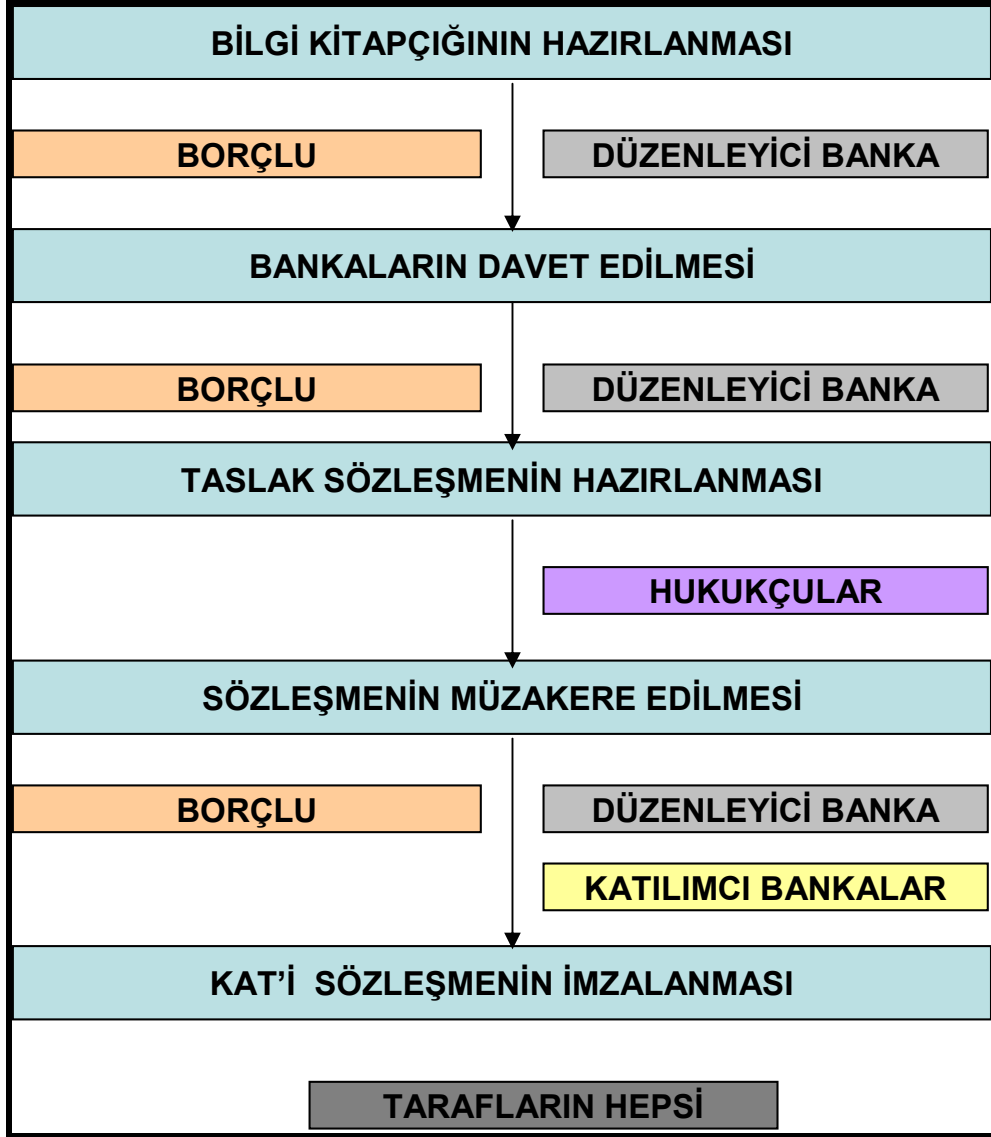 BİLGİ KİTAPÇIĞININ HAZIRLANMASI
BORÇLU
DÜZENLEYİCİ BANKA
BANKALARIN DAVET EDİLMESİ
BORÇLU
DÜZENLEYİCİ BANKA
TASLAK SÖZLEŞMENİN HAZIRLANMASI
HUKUKÇULAR
SÖZLEŞMENİN MÜZAKERE EDİLMESİ
BORÇLU
DÜZENLEYİCİ BANKA
KATILIMCI BANKALAR
KAT’İ SÖZLEŞMENİN İMZALANMASI
TARAFLARIN HEPSİ